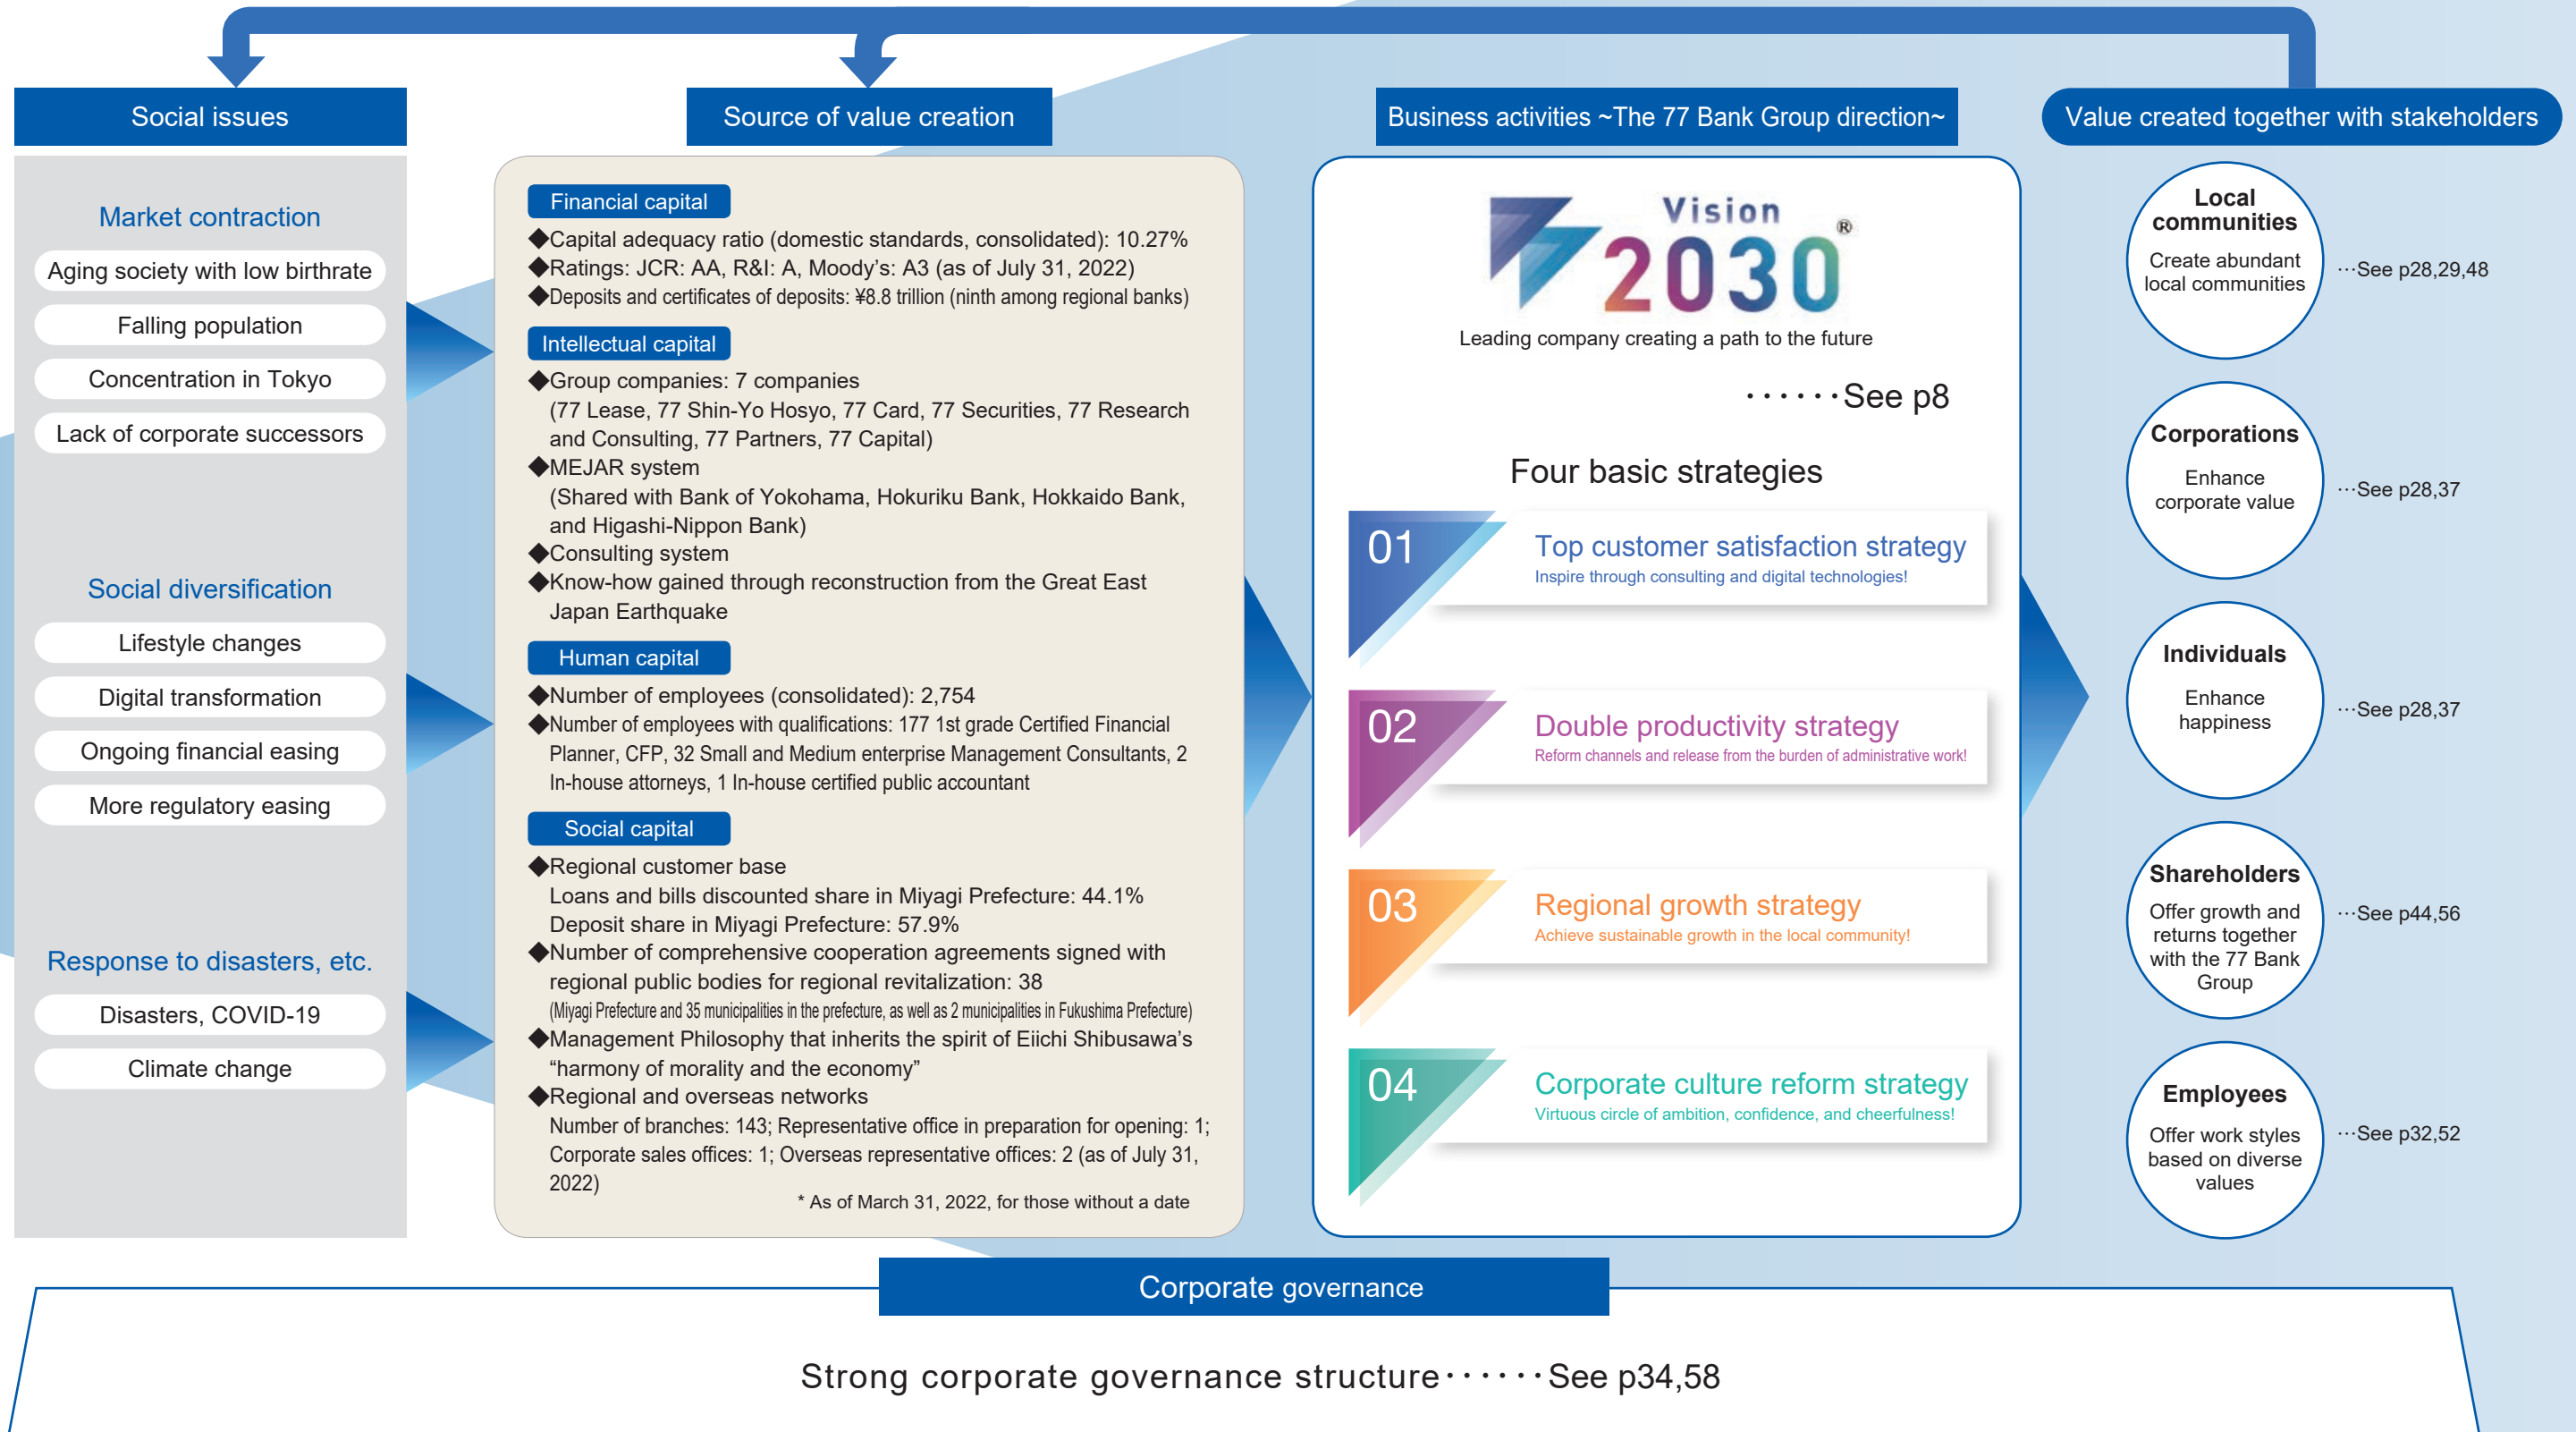 Social issues
Market contraction
Aging society with low birthrate
Falling population
Concentration in Tokyo
Lack of corporate successors
Social diversification
Lifestyle changes
Digital transformation
Ongoing financial easing
More regulatory easing
Response to disasters, etc.
Disasters, COVID-19
Climate change
Source of value creation
Financial capital
◆Capital adequacy ratio (domestic standards, consolidated): 10.27%
◆Ratings: JCR: AA, R&I: A, Moody's: A3 (as of July 31, 2022)
◆Deposits and certificates of deposits: ¥8.8 trillion (ninth among regional banks)
Intellectual capital
◆Group companies: 7 companies
(77 Lease, 77 Shin-Yo Hosyo, 77 Card, 77 Securities, 77 Research
and Consulting, 77 Partners, 77 Capital)
◆MEJAR system
(Shared with Bank of Yokohama, Hokuriku Bank, Hokkaido Bank,
and Higashi-Nippon Bank)
◆Consulting system
◆Know-how gained through reconstruction from the Great East
Japan Earthquake
Human capital
◆Number of employees (consolidated): 2,754
◆Number of employees with qualifications: 177 1st grade Certified Financial
Planner, CFP, 32 Small and Medium enterprise Management Consultants, 2
In-house attorneys, 1 In-house certified public accountant
Social capital
◆Regional customer base
Loans and bills discounted share in Miyagi Prefecture: 44.1%
Deposit share in Miyagi Prefecture: 57.9%
◆Number of comprehensive cooperation agreements signed with
regional public bodies for regional revitalization: 38
(Miyagi Prefecture and 35 municipalities in the prefecture, as well as 2 municipalities in Fukushima Prefecture)
◆Management Philosophy that inherits the spirit of Eiichi Shibusawa's
“harmony of morality and the economy”
◆Regional and overseas networks
Number of branches: 143; Representative office in preparation for opening: 1;
Corporate sales offices: 1; Overseas representative offices: 2 (as of July 31,
2022)
* As of March 31, 2022, for those without a date
Business activities ~The 77 Bank Group direction~
Vision
2030®
Leading company creating a path to the future
······See p8
Four basic strategies
01
Top customer satisfaction strategy
Inspire through consulting and digital technologies!
02
Double productivity strategy
Reform channels and release from the burden of administrative work!
03
Regional growth strategy
Achieve sustainable growth in the local community!
04
Corporate culture reform strategy
Virtuous circle of ambition, confidence, and cheerfulness!
Value created together with stakeholders
Local
communities
Create abundant
local communities
···See p28,29,48
Corporations
Enhance
corporate value
···See p28,37
Individuals
Enhance
happiness
···See p28,37
Shareholders
Offer growth and
returns together
with the 77 Bank
Group
···See p44,56
Employees
Offer work styles
based on diverse
values
···See p32,52
Corporate governance
Strong corporate governance structure······See p34,58